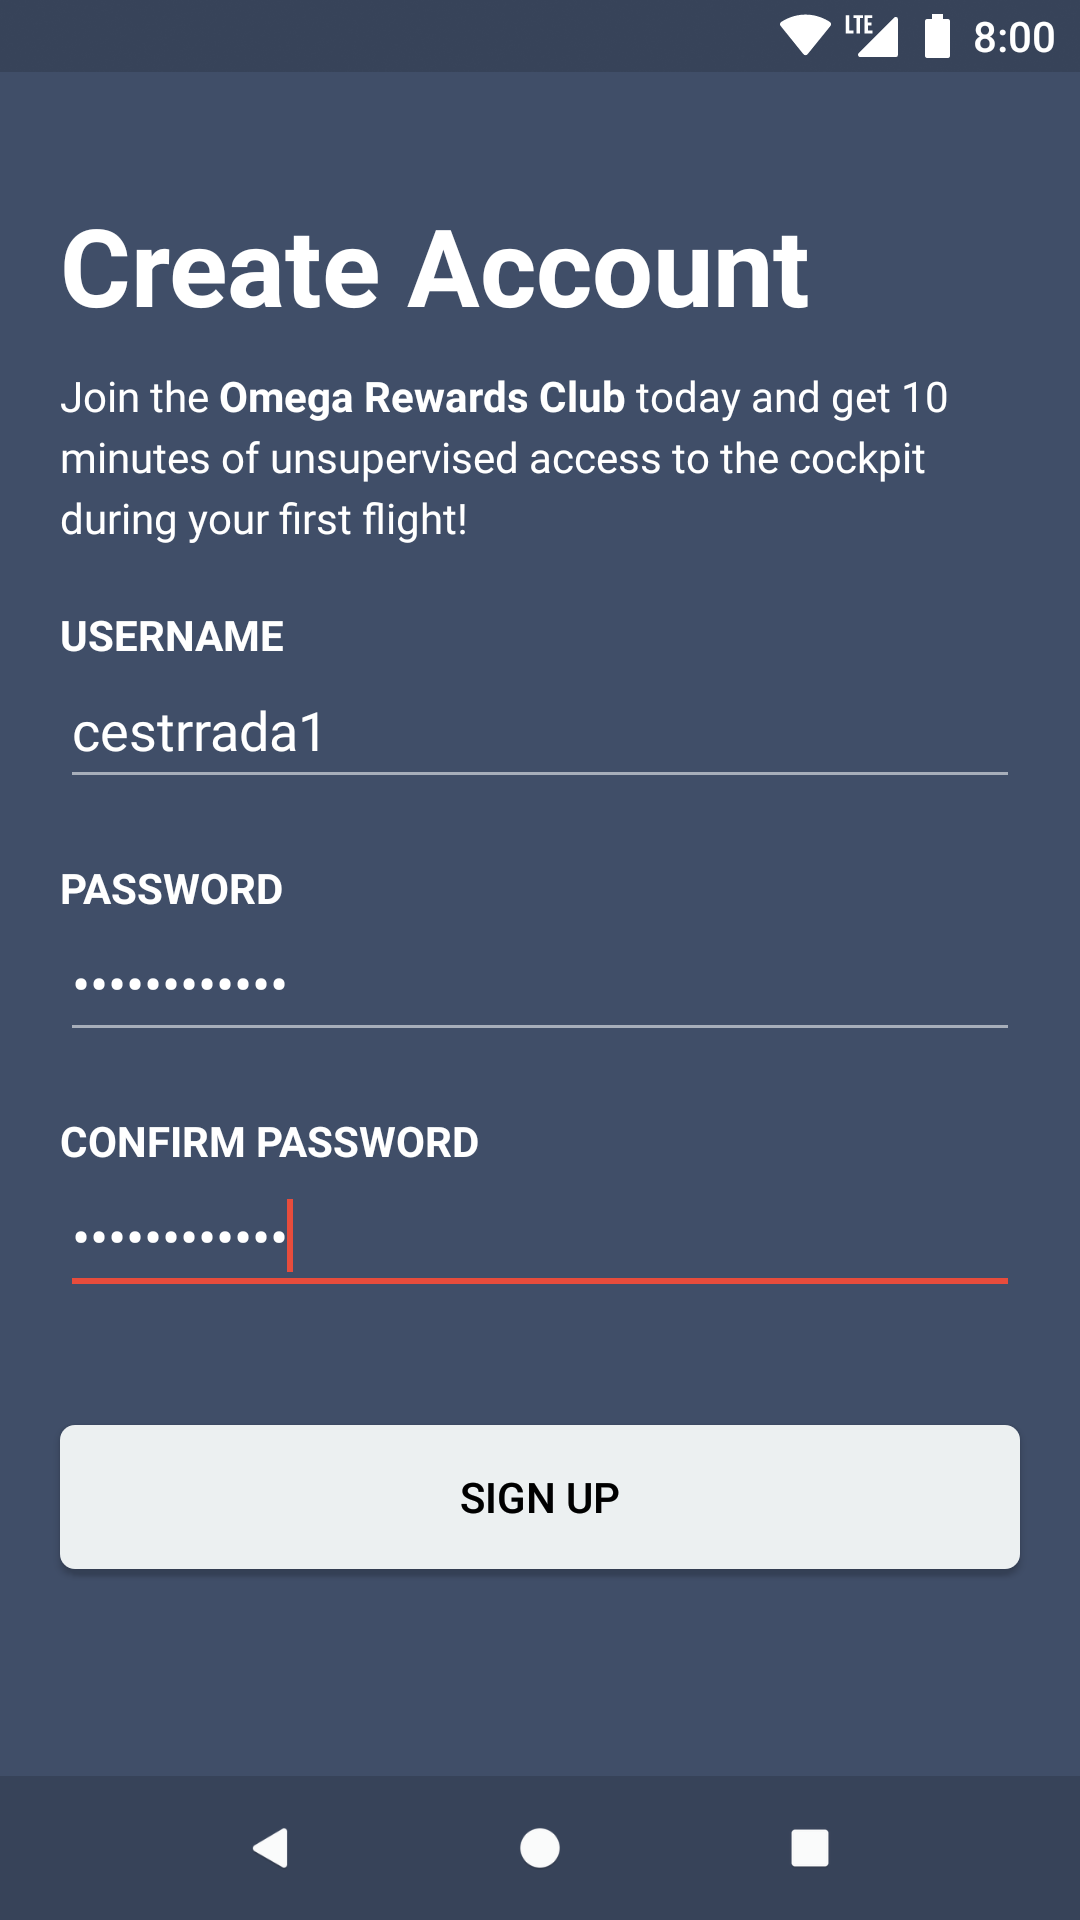 LTE 8:00
Create Account
Join the Omega Rewards Club today and get 10
minutes of unsupervised access to the cockpit
during your first flight!
USERNAME
cestrrada1
PASSWORD
••••••••••••
CONFIRM PASSWORD
••••••••••••
SIGN UP